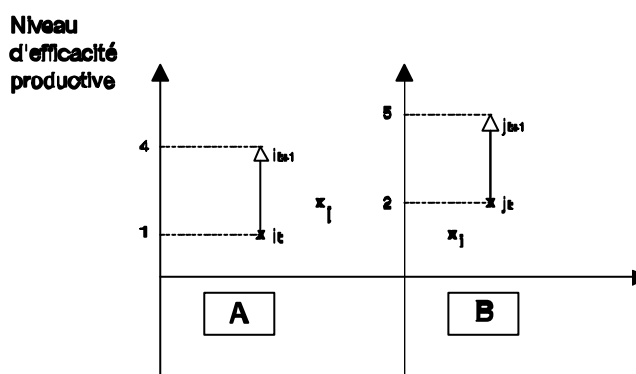 Niveau
d'efficacité
productive
5
j t+1
4
i t+1
2
j t
j
1
i t
i
A
B